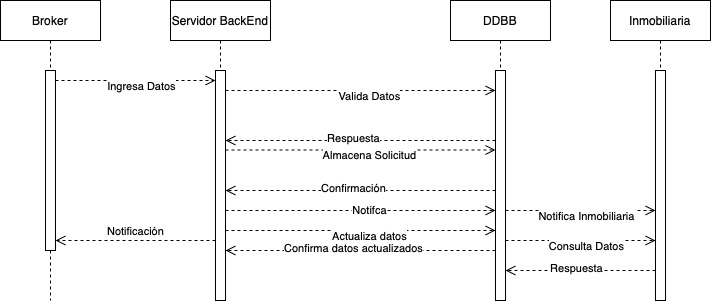 Broker
Servidor BackEnd
DDBB
Inmobiliaria
Ingresa Datos
Valida Datos
Respuesta
Almacena Solicitud
Confirmación
Notifca
Notifica Inmobiliaria
Notificación
Actualiza datos
Confirma datos actualizados
Consulta Datos
Respuesta